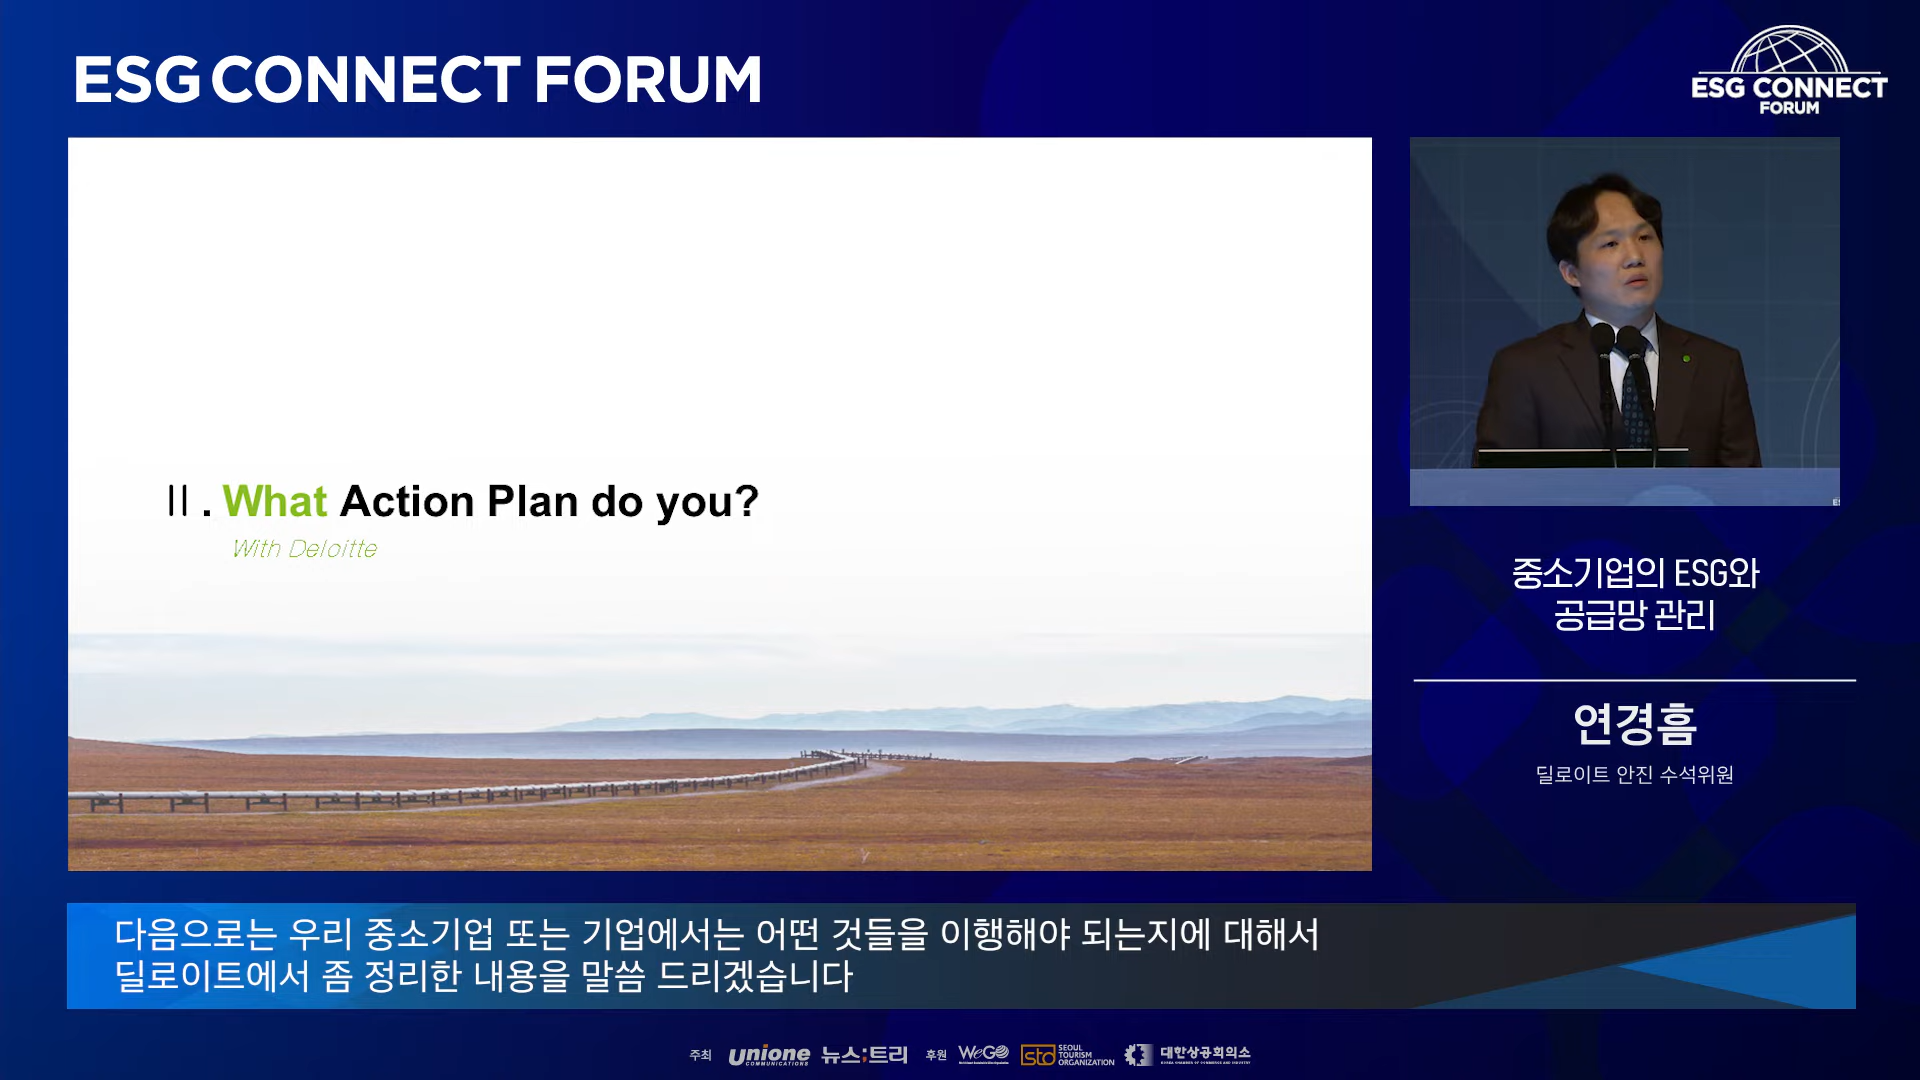 ESG CONNECT FORUM
ESG CONNECT
FORUM
II. What Action Plan do you?
With Deloitte
중소기업의 ESG와
공급망 관리
연경흠
딜로이트 안진 수석위원
다음으로는 우리 중소기업 또는 기업에서는 어떤 것들을 이행해야 되는지에 대해서
딜로이트에서 좀 정리한 내용을 말씀 드리겠습니다
주최 unione COMMUNICATIONS 뉴스;트리 후원 WeGO sto SEOUL TOURISM ORGANIZATION 대한상공회의소